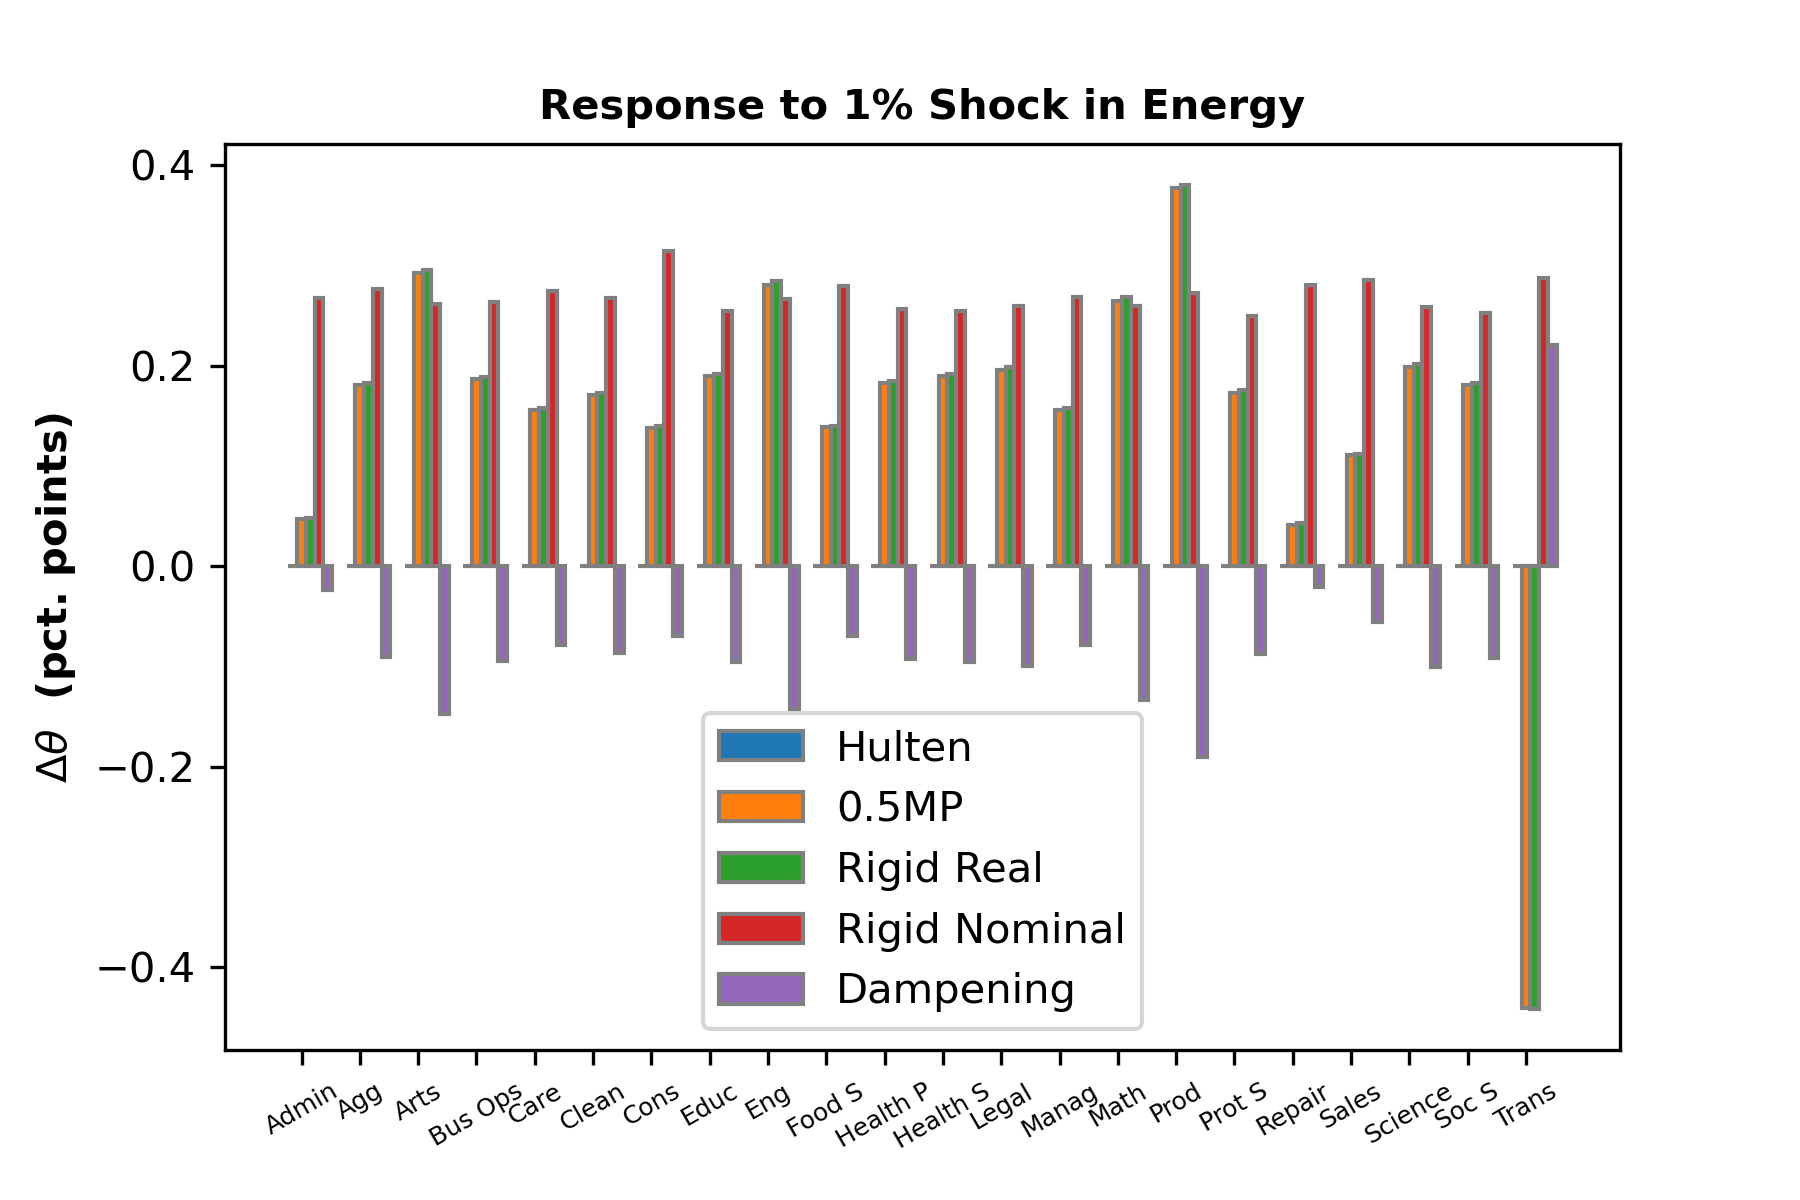 Response to 1% Shock in Energy
Δθ (pct. points)
0.4
0.2
0.0
−0.2
−0.4
Hulten
0.5MP
Rigid Real
Rigid Nominal
Dampening
Admin
Agg
Arts
Bus Ops
Care
Clean
Cons
Educ
Eng
Food S
Health P
Health S
Legal
Manag
Math
Prod
Prot S
Repair
Sales
Science
Soc S
Trans